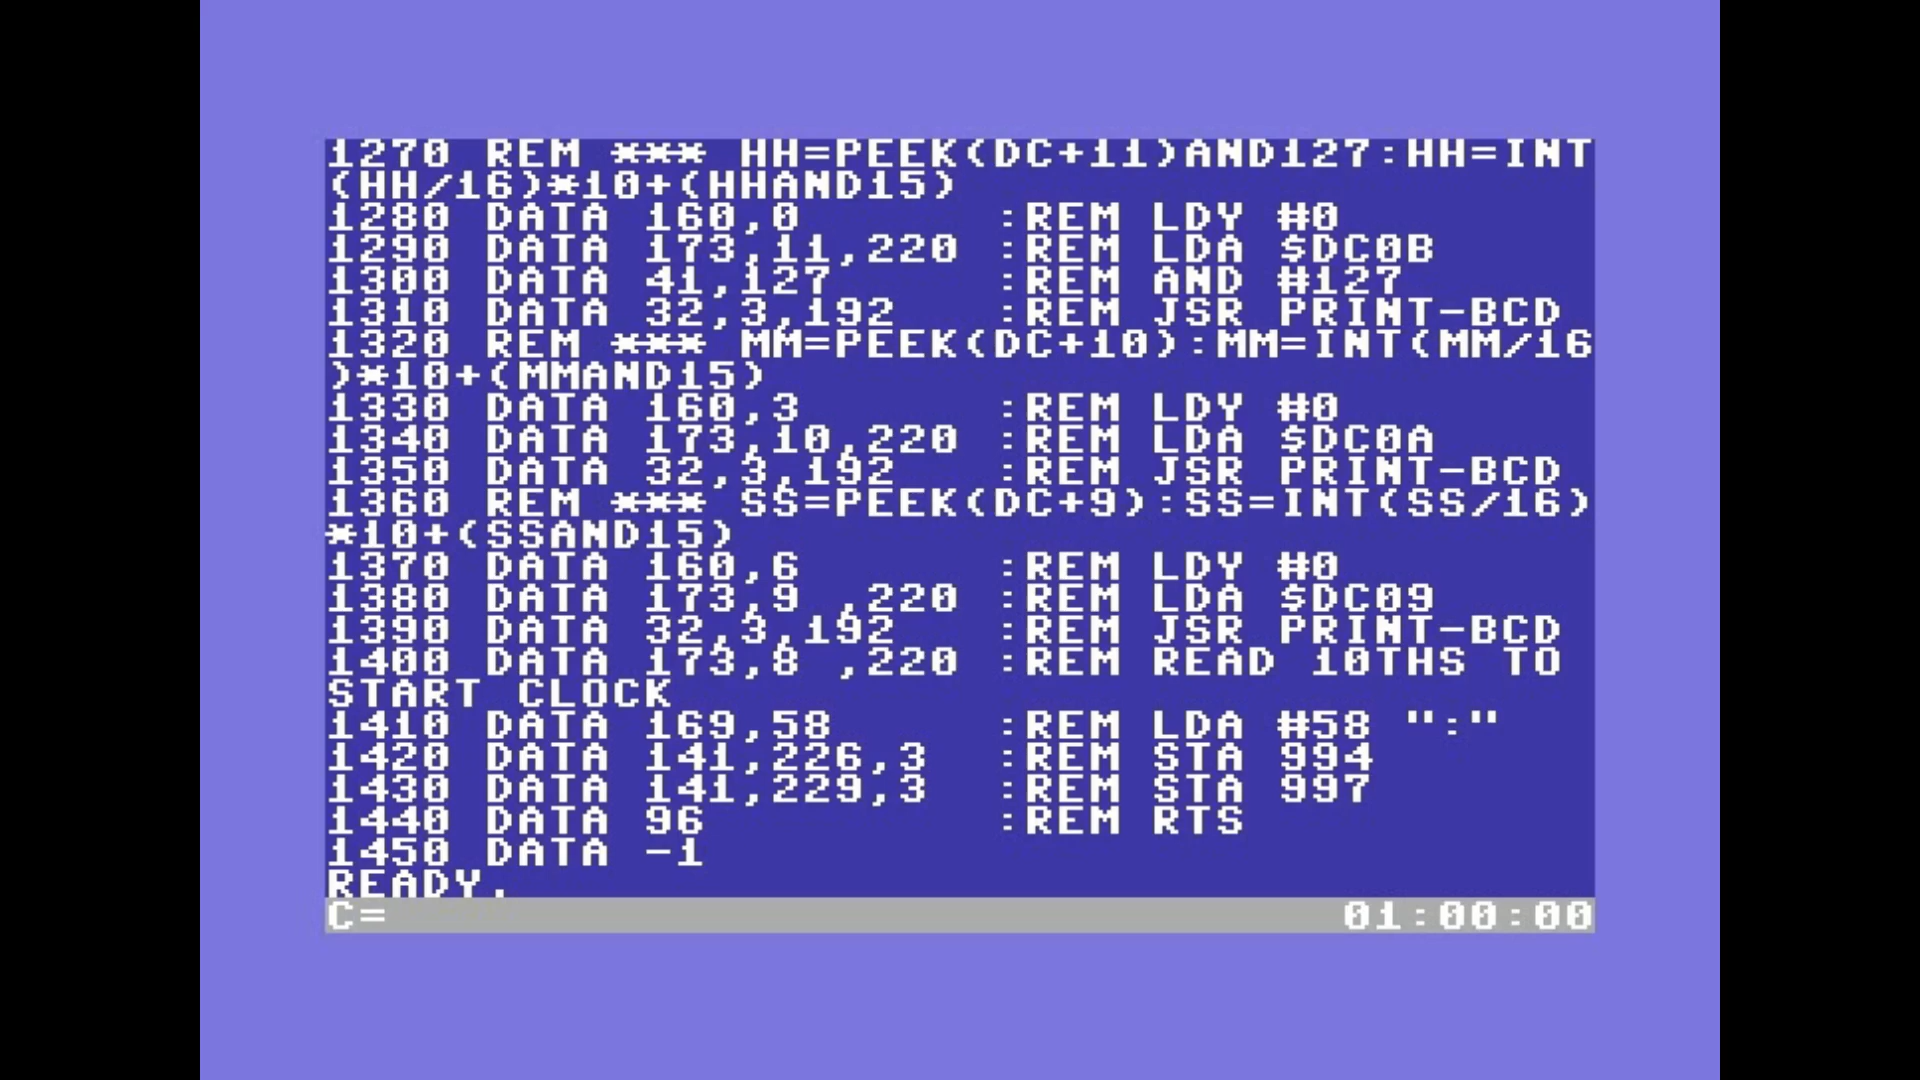 1270 REM *** HH=PEEK(DC+11)AND127:HH=INT
(HH/16)*10+(HHAND15)
1280 DATA 160,0 :REM LDY #0
1290 DATA 173,11,220 :REM LDA $DC0B
1300 DATA 41,127 :REM AND #127
1310 DATA 32,3,192 :REM JSR PRINT-BCD
1320 REM *** MM=PEEK(DC+10):MM=INT(MM/16
)*10+(MMAND15)
1330 DATA 160,3 :REM LDY #0
1340 DATA 173,10,220 :REM LDA $DC0A
1350 DATA 32,3,192 :REM JSR PRINT-BCD
1360 REM *** SS=PEEK(DC+9):SS=INT(SS/16)
*10+(SSAND15)
1370 DATA 160,6 :REM LDY #0
1380 DATA 173,9 ,220 :REM LDA $DC09
1390 DATA 32,3,192 :REM JSR PRINT-BCD
1400 DATA 173,8 ,220 :REM READ 10THS TO
START CLOCK
1410 DATA 169,58 :REM LDA #58 ":"
1420 DATA 141,226,3 :REM STA 994
1430 DATA 141,229,3 :REM STA 997
1440 DATA 96 :REM RTS
1450 DATA -1
READY.
C= 01:00:00